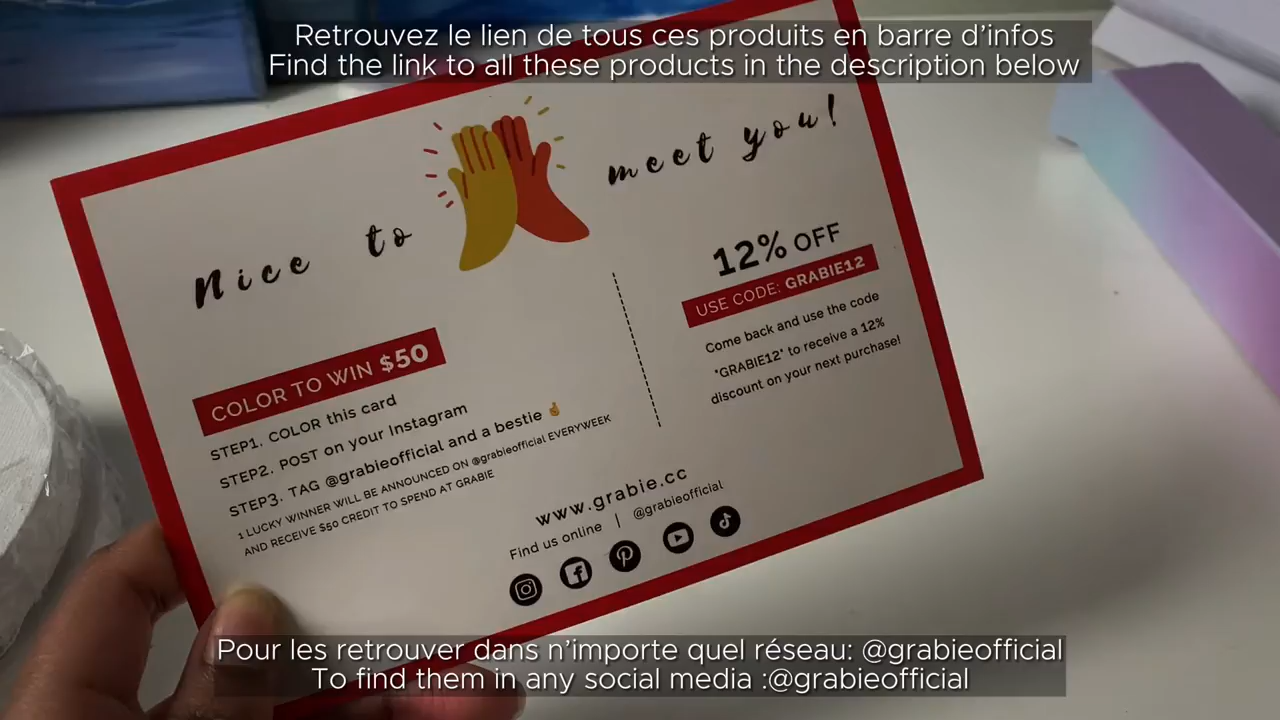 Retrouvez le lien de tous ces produits en barre d'infos
Find the link to all these products in the description below
Nice to meet you!
COLOR TO WIN $50
STEP1. COLOR this card
STEP2. POST on your Instagram
STEP3. TAG @grabieofficial and a bestie
1 LUCKY WINNER WILL BE ANNOUNCED ON @grabieofficial EVERYWEEK
AND RECEIVE $50 CREDIT TO SPEND AT GRABIE
12% OFF
USE CODE: GRABIE12
Come back and use the code
"GRABIE12" to receive a 12%
discount on your next purchase!
www.grabie.cc
Find us online | @grabieofficial
Pour les retrouver dans n'importe quel réseau: @grabieofficial
To find them in any social media :@grabieofficial